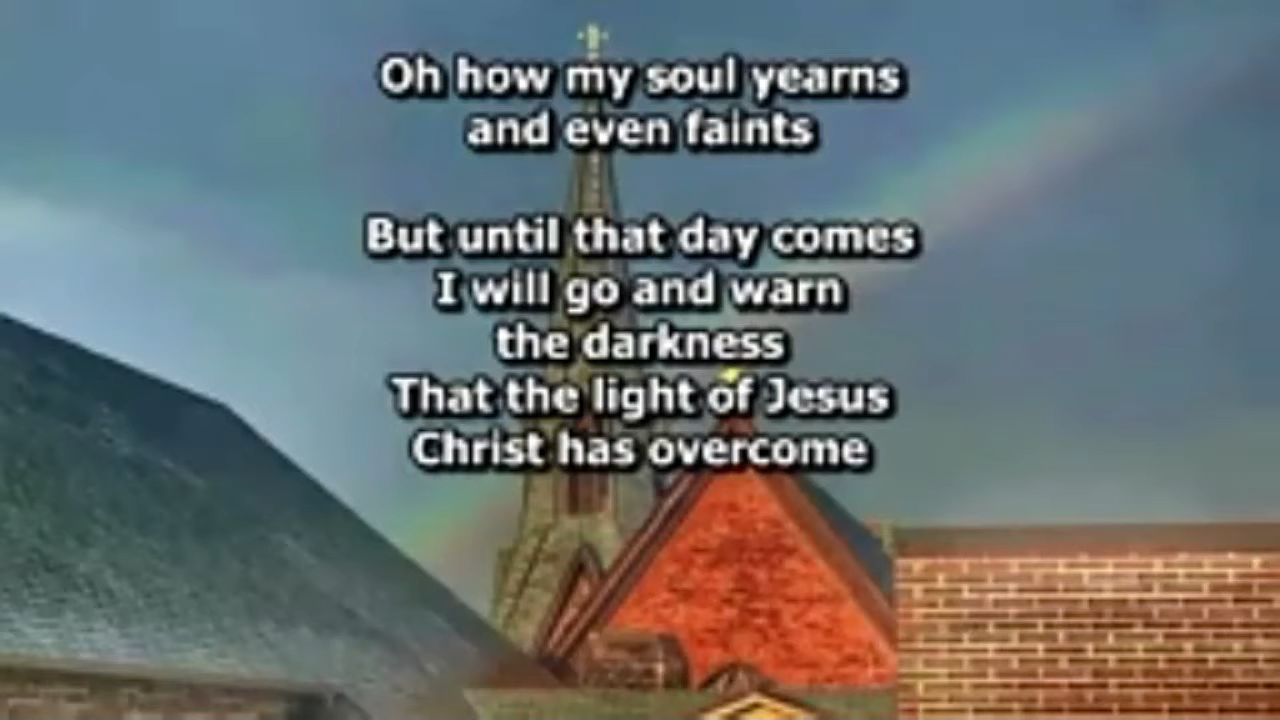 Oh how my soul yearns
and even faints
But until that day comes
I will go and warn
the darkness
That the light of Jesus
Christ has overcome